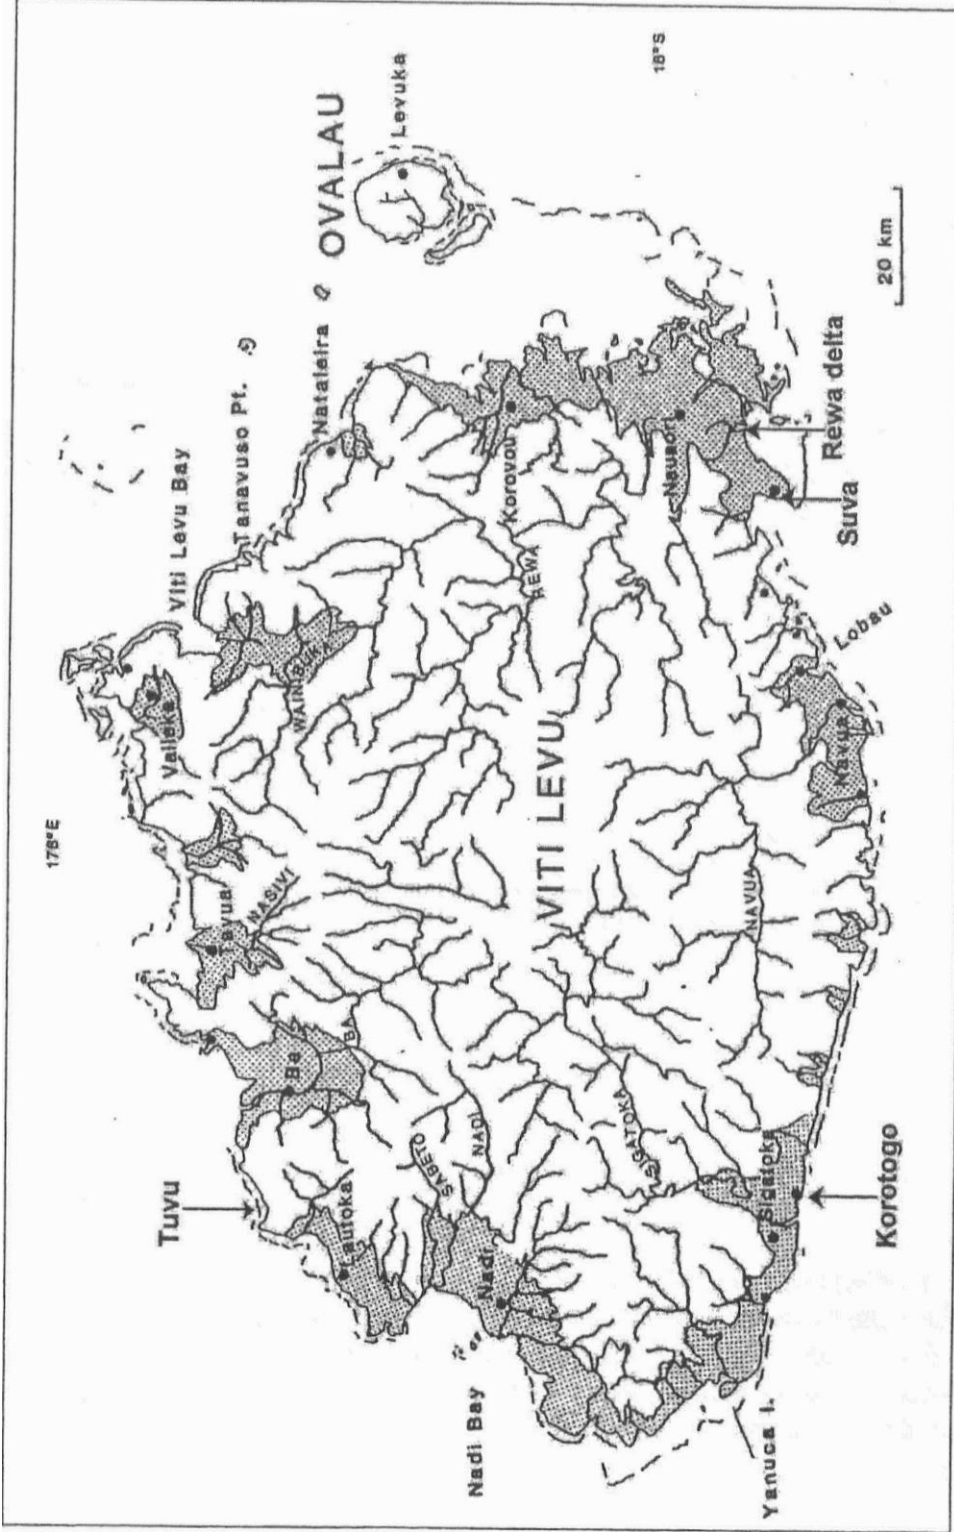 178°E
18°S
Viti Levu Bay
Tanavuso Pt.
Nataleira
OVALAU
Levuka
Tuvu
Ba
BA
Tavua
NASIVI
Vaileka
WAINIBUKA
Lautoka
SABETO
NADI
Nadi
Nadi Bay
VITI LEVU
REWA
Korovou
Nausori
SIGATOKA
Sigatoka
NAVUA
Navua
Lobau
Suva
Rewa delta
Korotogo
Yanuca I.
20 km